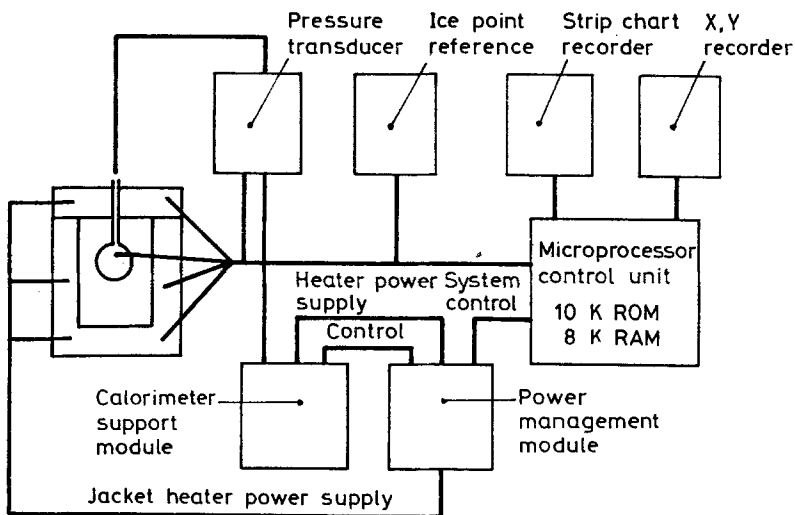 Pressure
transducer
Ice point
reference
Strip chart
recorder
X,Y
recorder
Microprocessor
control unit
10 K ROM
8 K RAM
Heater power
supply
System
control
Control
Calorimeter
support
module
Power
management
module
Jacket heater power supply